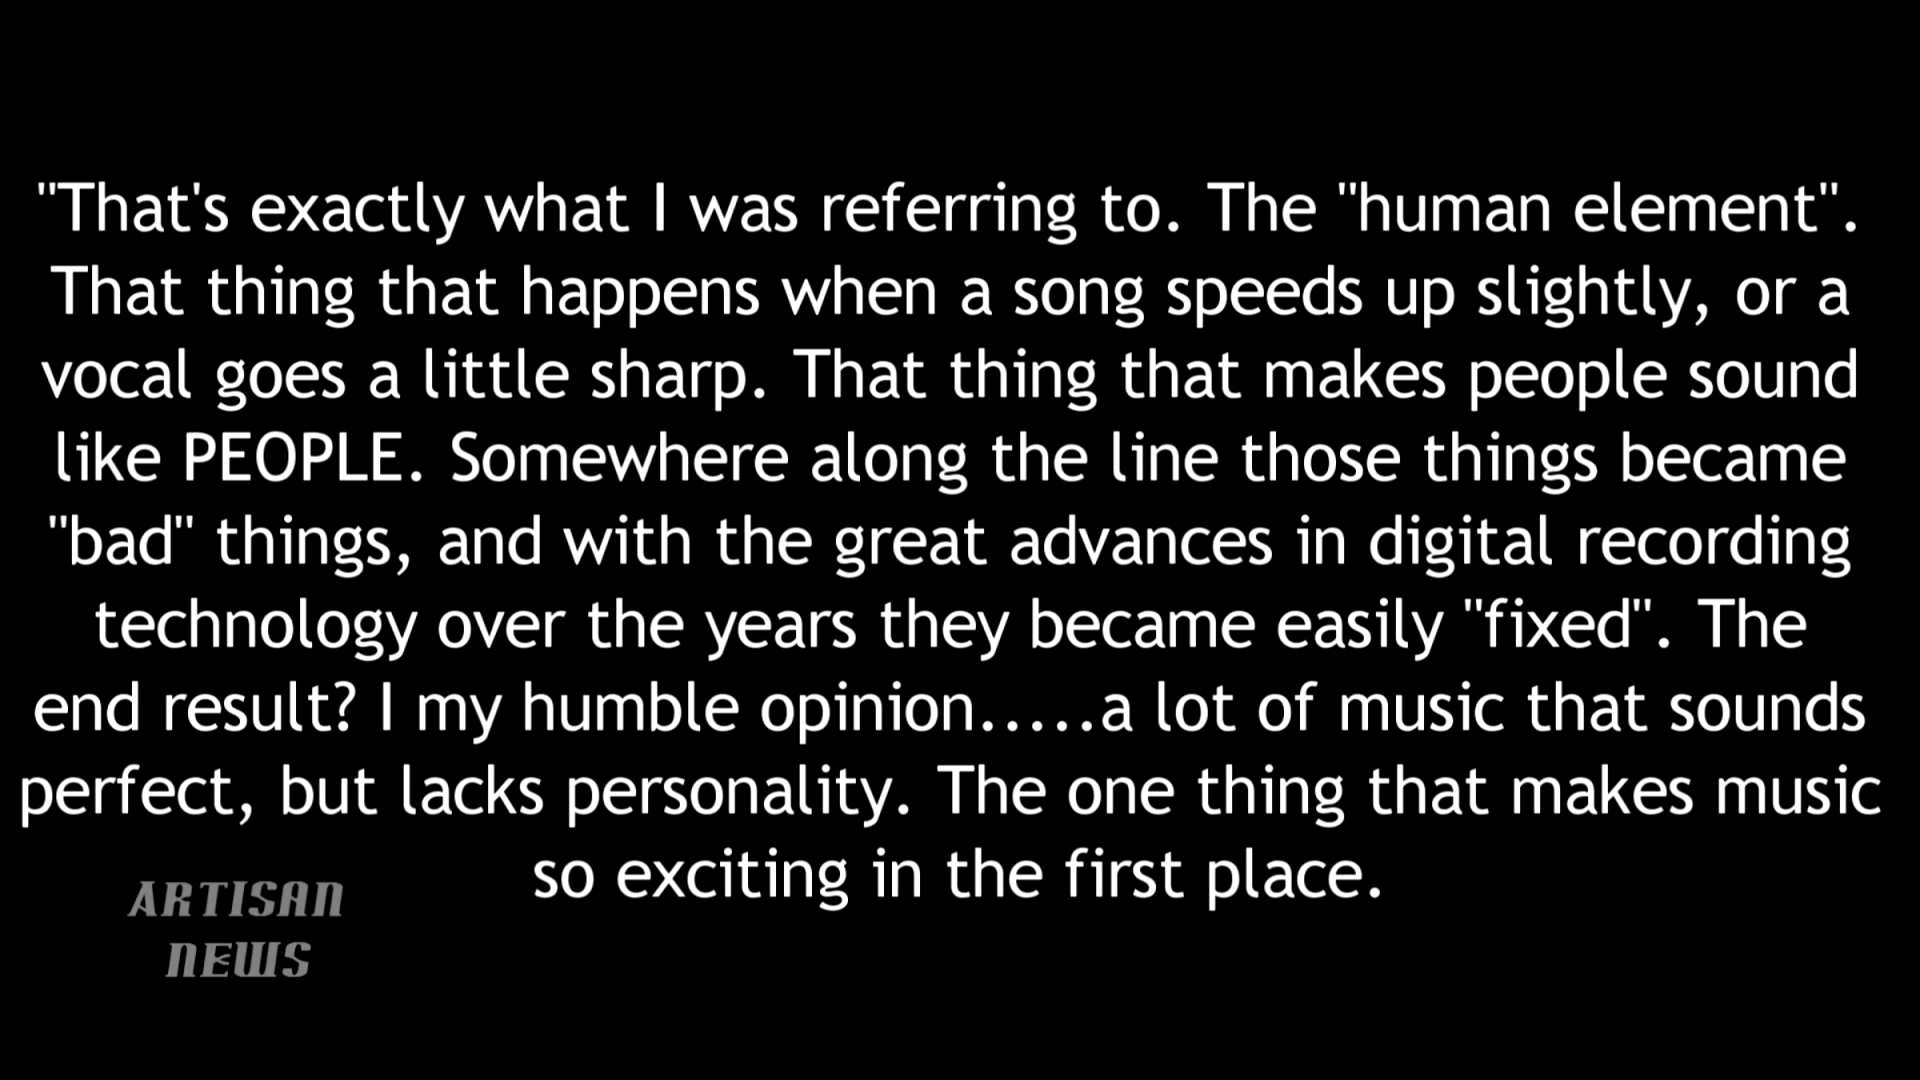 "That's exactly what I was referring to. The "human element".
That thing that happens when a song speeds up slightly, or a
vocal goes a little sharp. That thing that makes people sound
like PEOPLE. Somewhere along the line those things became
"bad" things, and with the great advances in digital recording
technology over the years they became easily "fixed". The
end result? I my humble opinion.....a lot of music that sounds
perfect, but lacks personality. The one thing that makes music
so exciting in the first place.
ARTISAN
NEWS